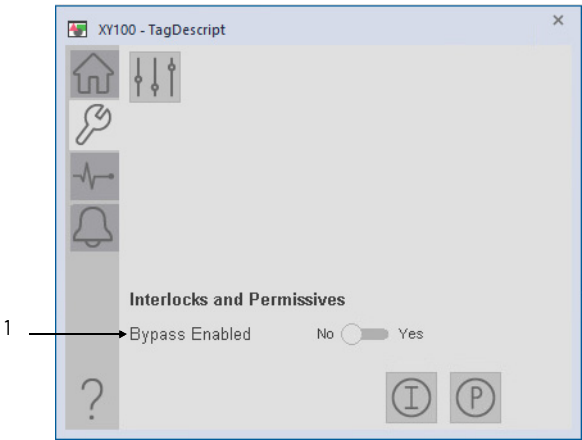 XY100 - TagDescript
Interlocks and Permissives
1
Bypass Enabled No Yes
?
I P